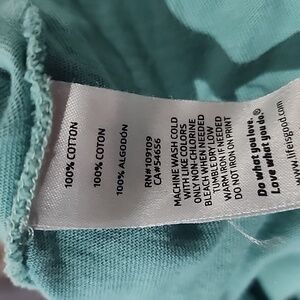 100% COTTON
100% COTON
100% ALGODÓN
RN#109109
CA#54656
MACHINE WASH COLD
WITH LIKE COLORS
ONLY NON-CHLORINE
BLEACH WHEN NEEDED
TUMBLE DRY LOW
WARM IRON IF NEEDED
DO NOT IRON ON PRINT
Do what you love.
Love what you do.®
lifeisgood.com